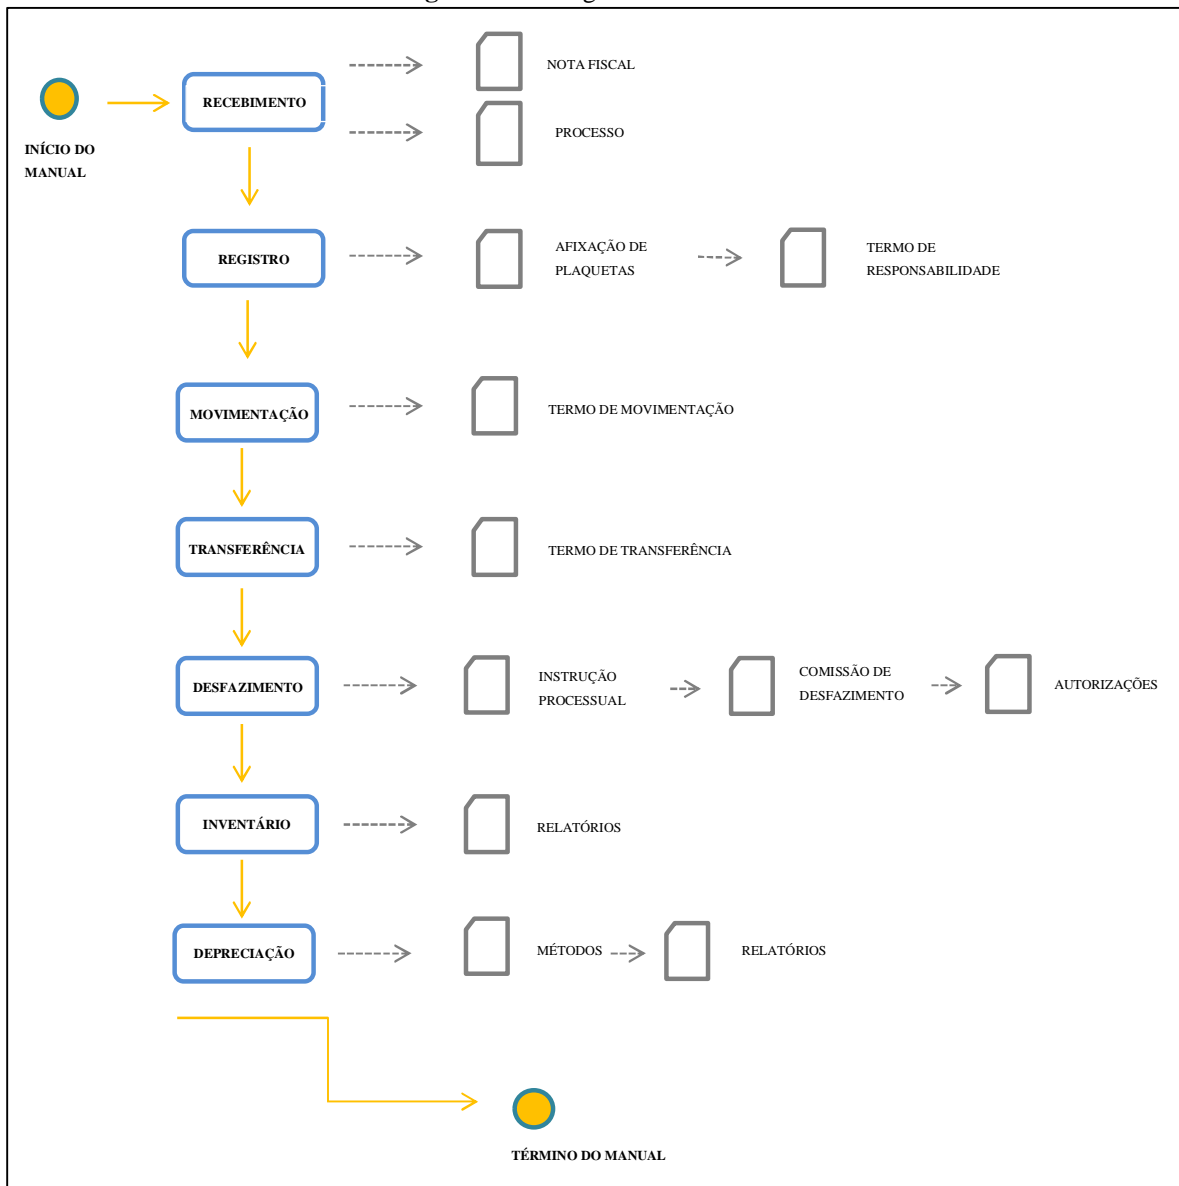 RECEBIMENTO
NOTA FISCAL
PROCESSO
INÍCIO DO
MANUAL
REGISTRO
AFIXAÇÃO DE
PLAQUETAS
TERMO DE
RESPONSABILIDADE
MOVIMENTAÇÃO
TERMO DE MOVIMENTAÇÃO
TRANSFERÊNCIA
TERMO DE TRANSFERÊNCIA
DESFAZIMENTO
INSTRUÇÃO
PROCESSUAL
COMISSÃO DE
DESFAZIMENTO
AUTORIZAÇÕES
INVENTÁRIO
RELATÓRIOS
DEPRECIAÇÃO
MÉTODOS
RELATÓRIOS
TÉRMINO DO MANUAL